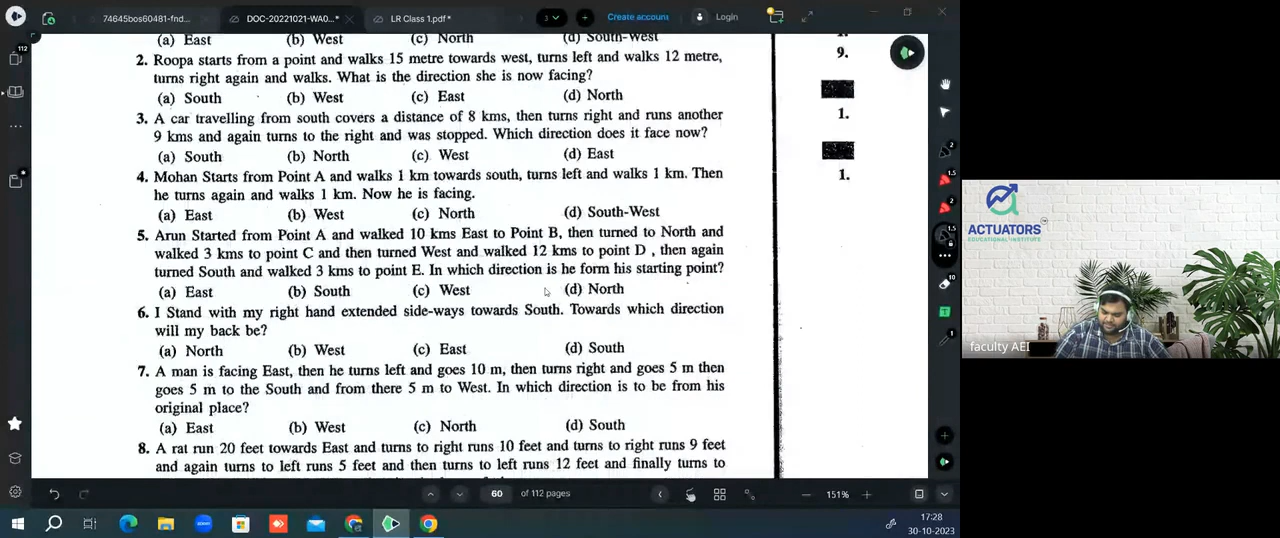 74645bos60481-fnd...
DOC-20221021-WA0...*
LR Class 1.pdf*
3
Create account
Login
(a) East (b) West (c) North (d) South-West
2. Roopa starts from a point and walks 15 metre towards west, turns left and walks 12 metre,
turns right again and walks. What is the direction she is now facing?
(a) South (b) West (c) East (d) North
3. A car travelling from south covers a distance of 8 kms, then turns right and runs another
9 kms and again turns to the right and was stopped. Which direction does it face now?
(a) South (b) North (c) West (d) East
4. Mohan Starts from Point A and walks 1 km towards south, turns left and walks 1 km. Then
he turns again and walks 1 km. Now he is facing.
(a) East (b) West (c) North (d) South-West
5. Arun Started from Point A and walked 10 kms East to Point B, then turned to North and
walked 3 kms to point C and then turned West and walked 12 kms to point D , then again
turned South and walked 3 kms to point E. In which direction is he form his starting point?
(a) East (b) South (c) West (d) North
6. I Stand with my right hand extended side-ways towards South. Towards which direction
will my back be?
(a) North (b) West (c) East (d) South
7. A man is facing East, then he turns left and goes 10 m, then turns right and goes 5 m then
goes 5 m to the South and from there 5 m to West. In which direction is to be from his
original place?
(a) East (b) West (c) North (d) South
8. A rat run 20 feet towards East and turns to right runs 10 feet and turns to right runs 9 feet
and again turns to left runs 5 feet and then turns to left runs 12 feet and finally turns to
9.
1.
1.
112
2
1.5
2
1.5
10
1
ACTUATORS
EDUCATIONAL INSTITUTE
faculty AEI
60 of 112 pages
151%
17:28
30-10-2023